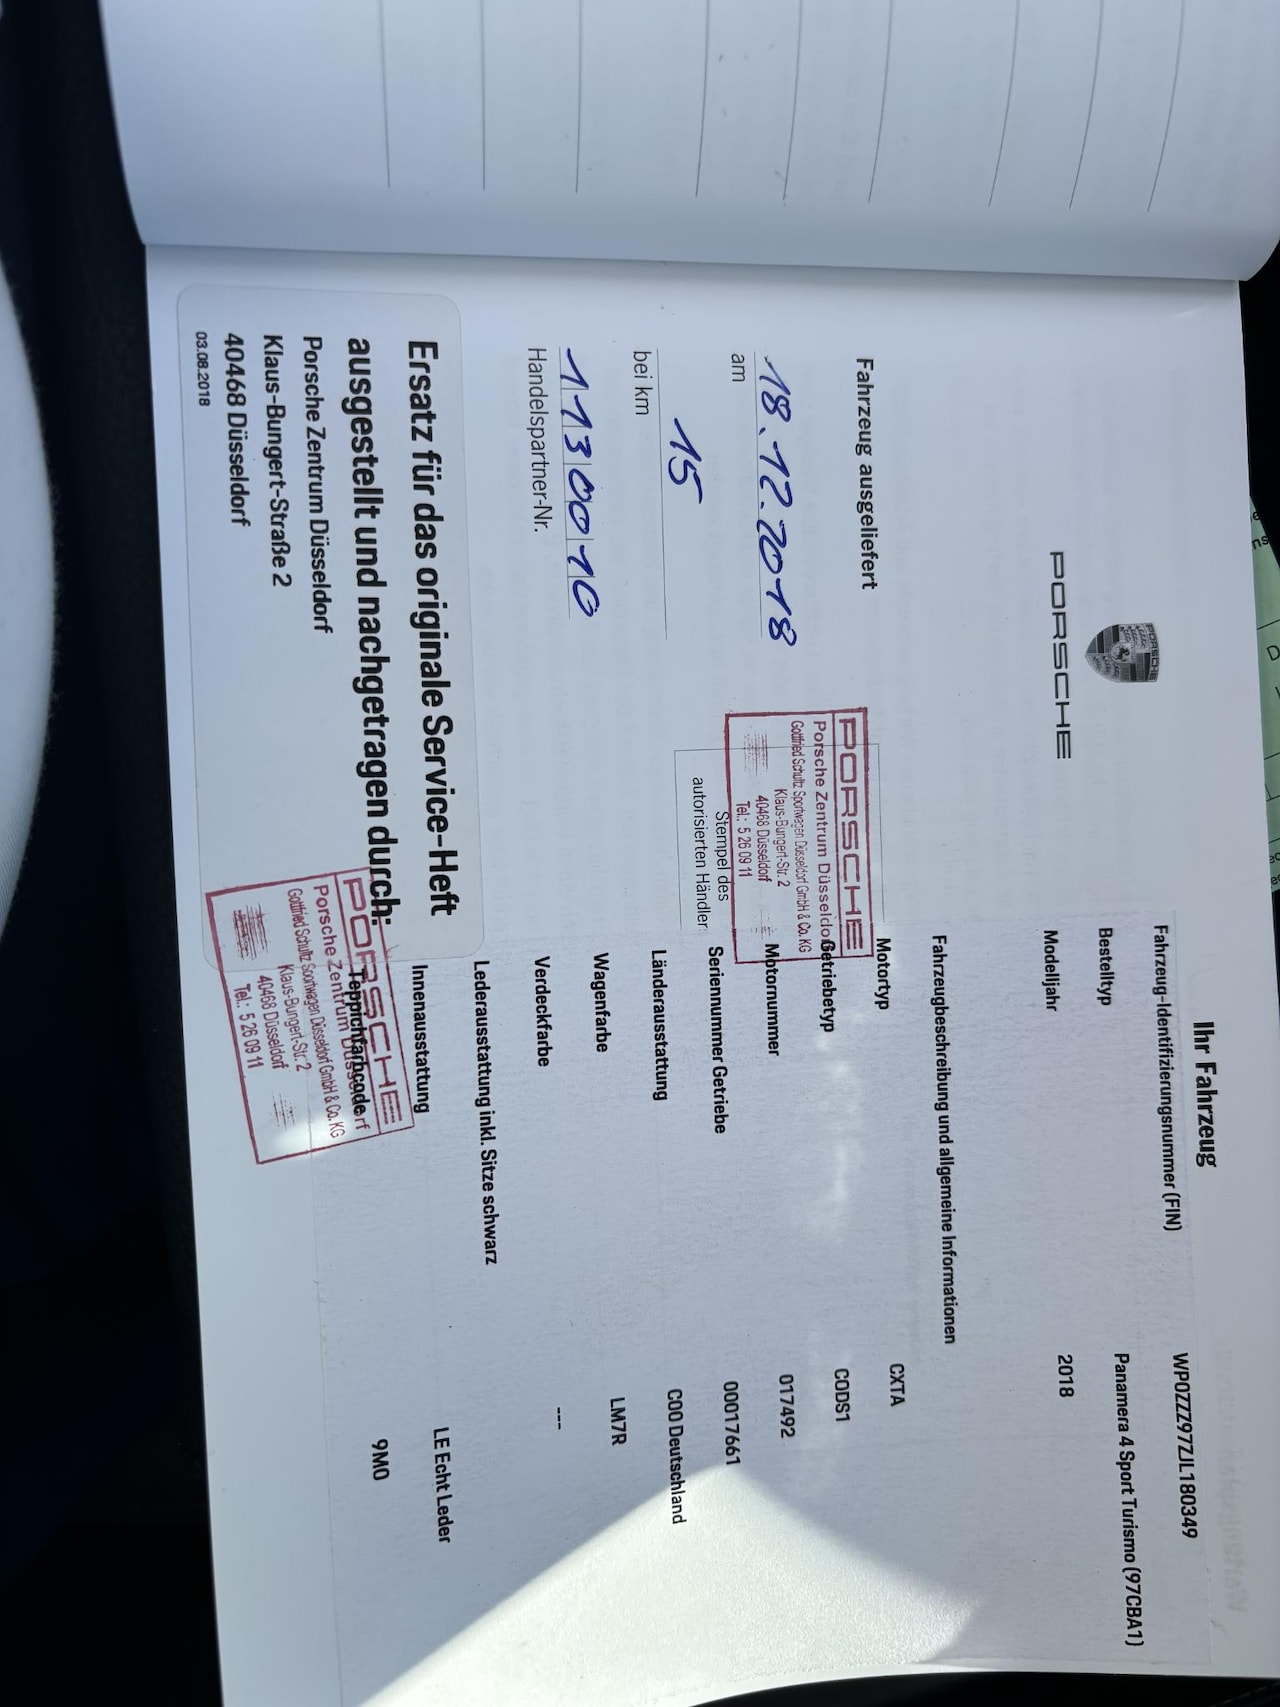 PORSCHE
PORSCHE
Ihr Fahrzeug
Fahrzeug-Identifizierungsnummer (FIN) WP0ZZZ97ZJL180349
Bestelltyp Panamera 4 Sport Turismo (97CBA1)
Modelljahr 2018
Fahrzeugbeschreibung und allgemeine Informationen
Motortyp CXTA
Getriebetyp CODS1
Motornummer 017492
Seriennummer Getriebe 00017661
Länderausstattung C00 Deutschland
Wagenfarbe LM7R
Verdeckfarbe ---
Lederausstattung inkl. Sitze schwarz
Innenausstattung LE Echt Leder
Teppichfarbcode 9M0
Fahrzeug ausgeliefert
18.12.2018
am
15
bei km
1130010
Handelspartner-Nr.
PORSCHE
Porsche Zentrum Düsseldorf
Gottfried Schultz Sportwagen Düsseldorf GmbH & Co. KG
Klaus-Bungert-Str. 2
40468 Düsseldorf
Tel.: 5 26 09 11
Stempel des
autorisierten Händler
Ersatz für das originale Service-Heft
ausgestellt und nachgetragen durch:
Porsche Zentrum Düsseldorf
Klaus-Bungert-Straße 2
40468 Düsseldorf
03.08.2018
PORSCHE
Porsche Zentrum Düsseldorf
Gottfried Schultz Sportwagen Düsseldorf GmbH & Co. KG
Klaus-Bungert-Str. 2
40468 Düsseldorf
Tel.: 5 26 09 11